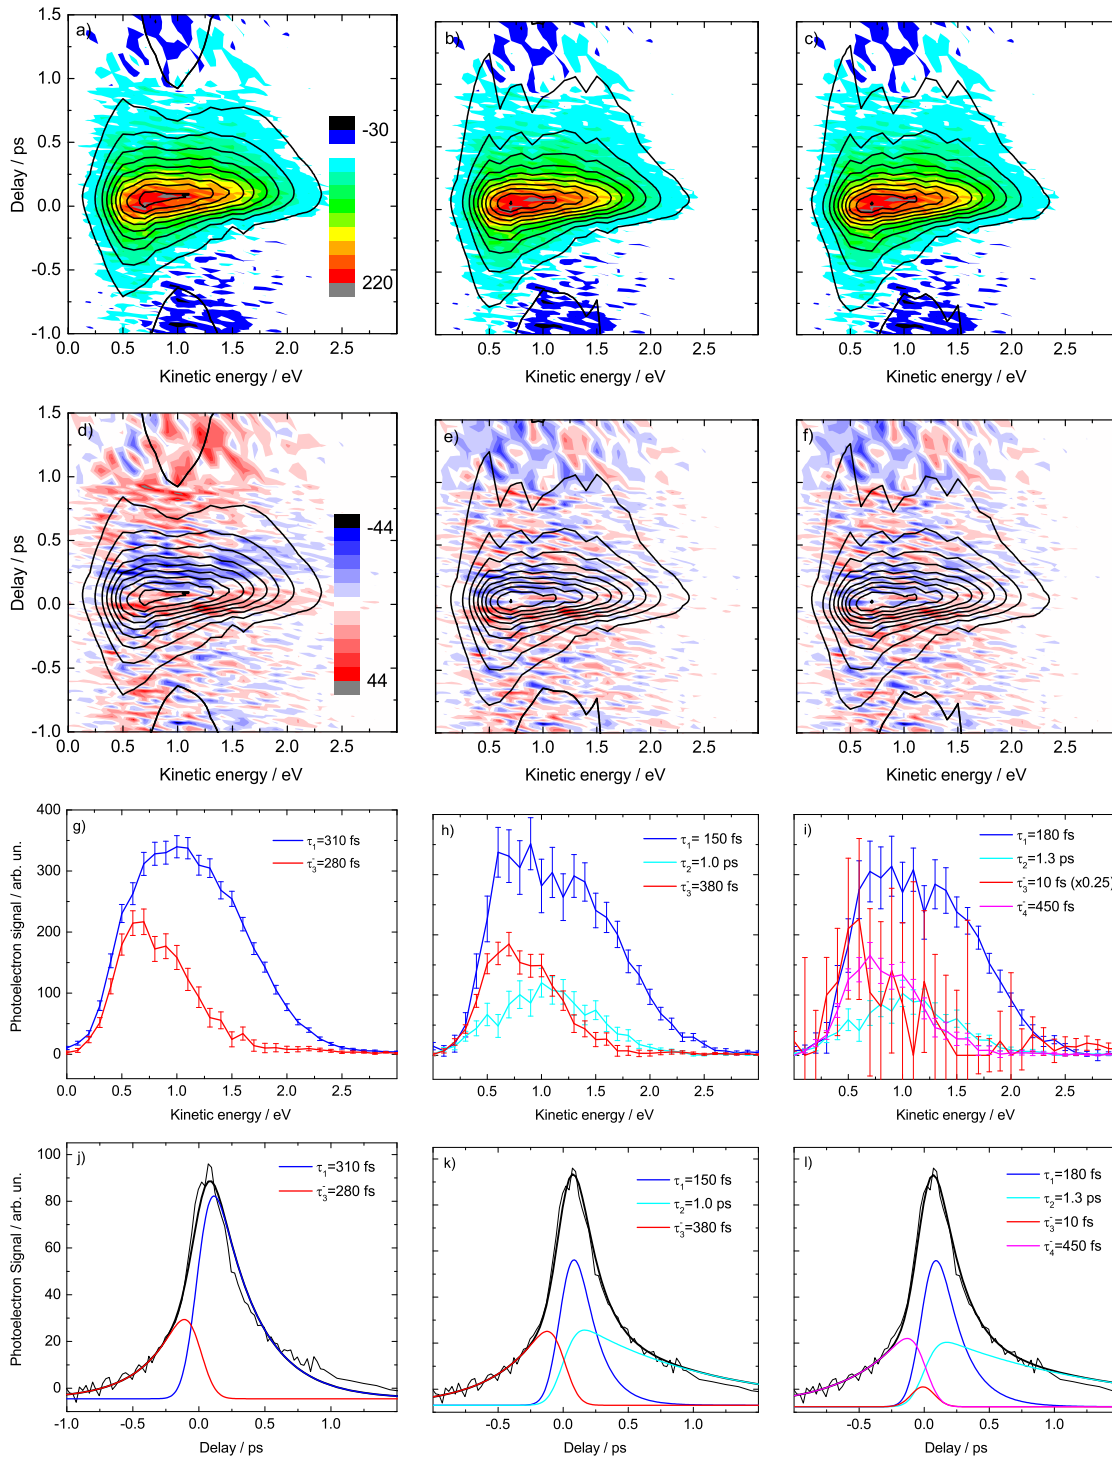 a)
b)
c)
1.5
1.0
0.5
0.0
-0.5
-1.0
Delay / ps
-30
220
0.0 0.5 1.0 1.5 2.0 2.5
0.5 1.0 1.5 2.0 2.5
0.5 1.0 1.5 2.0 2.5
Kinetic energy / eV
Kinetic energy / eV
Kinetic energy / eV
d)
e)
f)
1.5
1.0
0.5
0.0
-0.5
-1.0
Delay / ps
-44
44
0.0 0.5 1.0 1.5 2.0 2.5
0.5 1.0 1.5 2.0 2.5
0.5 1.0 1.5 2.0 2.5
Kinetic energy / eV
Kinetic energy / eV
Kinetic energy / eV
g)
τ₁=310 fs
τ₃⁻=280 fs
h)
τ₁= 150 fs
τ₂=1.0 ps
τ₃⁻=380 fs
i)
τ₁=180 fs
τ₂=1.3 ps
τ₃⁻=10 fs (x0.25)
τ₄⁻=450 fs
400
300
200
100
0
Photoelectron signal / arb. un.
0.0 0.5 1.0 1.5 2.0 2.5
0.5 1.0 1.5 2.0 2.5
0.5 1.0 1.5 2.0 2.5
Kinetic energy / eV
Kinetic energy / eV
Kinetic energy / eV
j)
τ₁=310 fs
τ₃⁻=280 fs
k)
τ₁=150 fs
τ₂=1.0 ps
τ₃⁻=380 fs
l)
τ₁=180 fs
τ₂=1.3 ps
τ₃⁻=10 fs
τ₄⁻=450 fs
100
80
60
40
20
0
Photoelectron Signal / arb. un.
-1.0 -0.5 0.0 0.5 1.0
-0.5 0.0 0.5 1.0
-0.5 0.0 0.5 1.0
Delay / ps
Delay / ps
Delay / ps